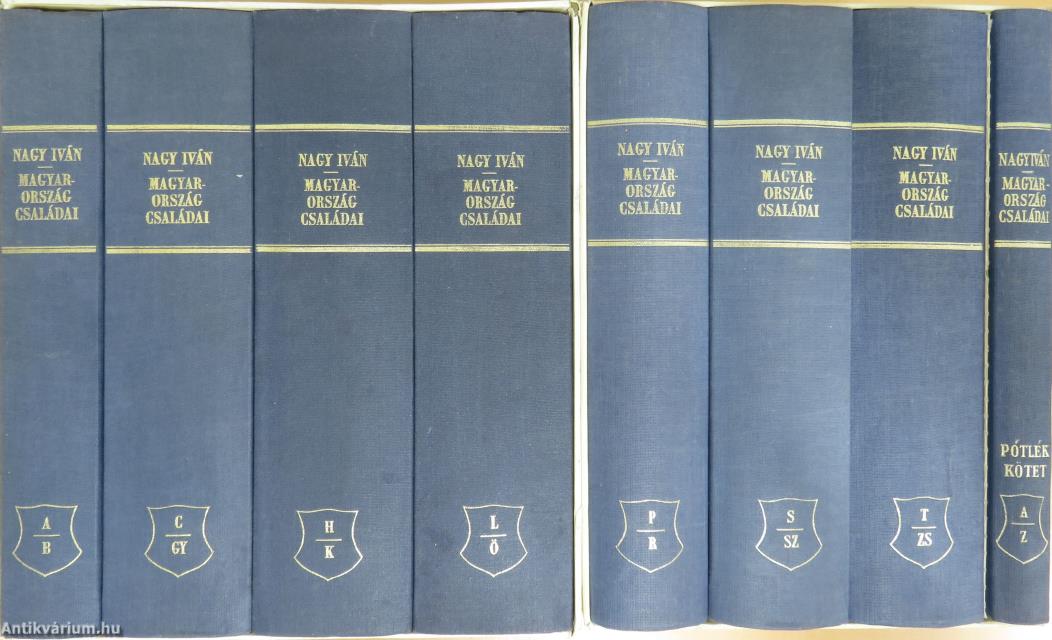 NAGY IVÁN
MAGYAR-
ORSZÁG
CSALÁDAI
A
B
NAGY IVÁN
MAGYAR-
ORSZÁG
CSALÁDAI
C
GY
NAGY IVÁN
MAGYAR-
ORSZÁG
CSALÁDAI
H
K
NAGY IVÁN
MAGYAR-
ORSZÁG
CSALÁDAI
L
Ö
NAGY IVÁN
MAGYAR-
ORSZÁG
CSALÁDAI
P
R
NAGY IVÁN
MAGYAR-
ORSZÁG
CSALÁDAI
S
SZ
NAGY IVÁN
MAGYAR-
ORSZÁG
CSALÁDAI
T
ZS
NAGY IVÁN
MAGYAR-
ORSZÁG
CSALÁDAI
PÓTLÉK
KÖTET
A
Z
Antikvárium.hu